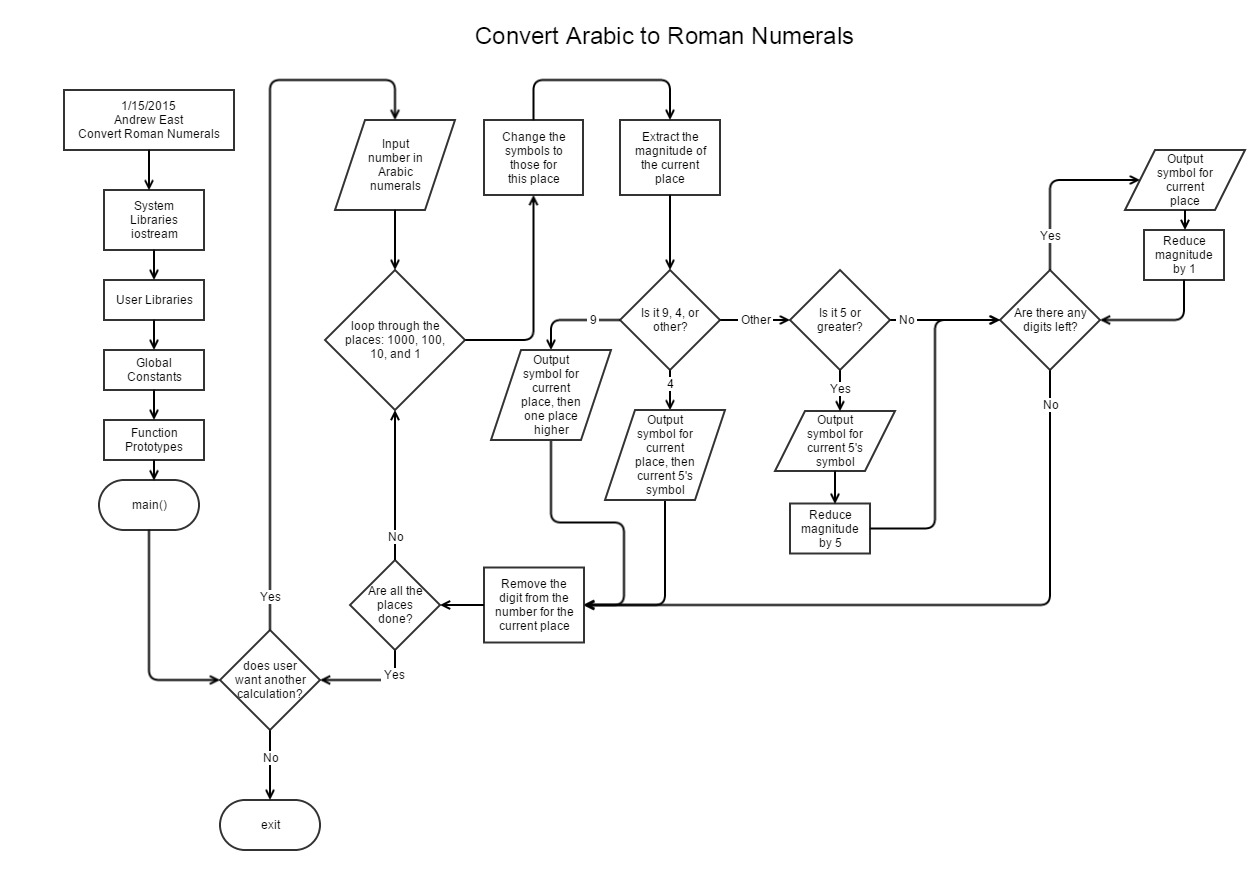 Convert Arabic to Roman Numerals
1/15/2015
Andrew East
Convert Roman Numerals
System
Libraries
iostream
User Libraries
Global
Constants
Function
Prototypes
main()
does user
want another
calculation?
Yes
No
exit
Input
number in
Arabic
numerals
loop through the
places: 1000, 100,
10, and 1
Change the
symbols to
those for
this place
Extract the
magnitude of
the current
place
Is it 9, 4, or
other?
9
Output
symbol for
current
place, then
one place
higher
4
Output
symbol for
current
place, then
current 5's
symbol
Other
Is it 5 or
greater?
No
Yes
Output
symbol for
current 5's
symbol
Reduce
magnitude
by 5
Are there any
digits left?
Yes
Output
symbol for
current
place
Reduce
magnitude
by 1
No
Remove the
digit from the
number for the
current place
Are all the
places
done?
No
Yes